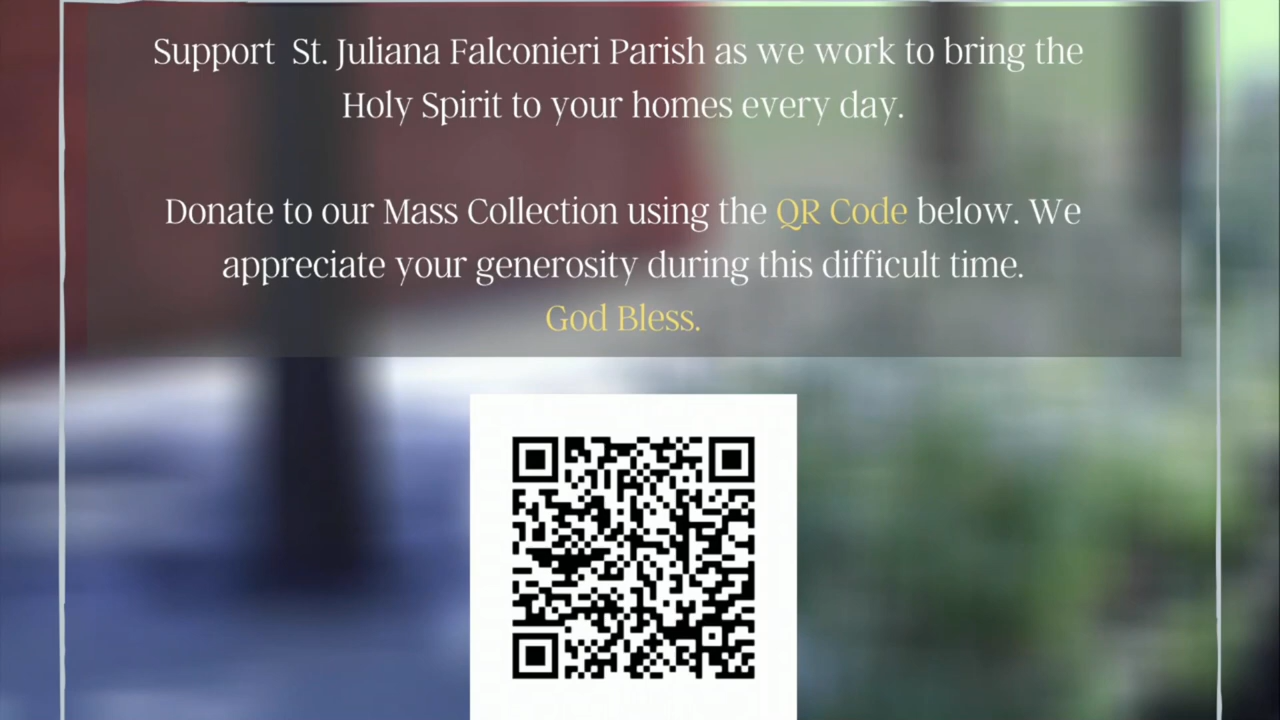 Support St. Juliana Falconieri Parish as we work to bring the
Holy Spirit to your homes every day.
Donate to our Mass Collection using the QR Code below. We
appreciate your generosity during this difficult time.
God Bless.